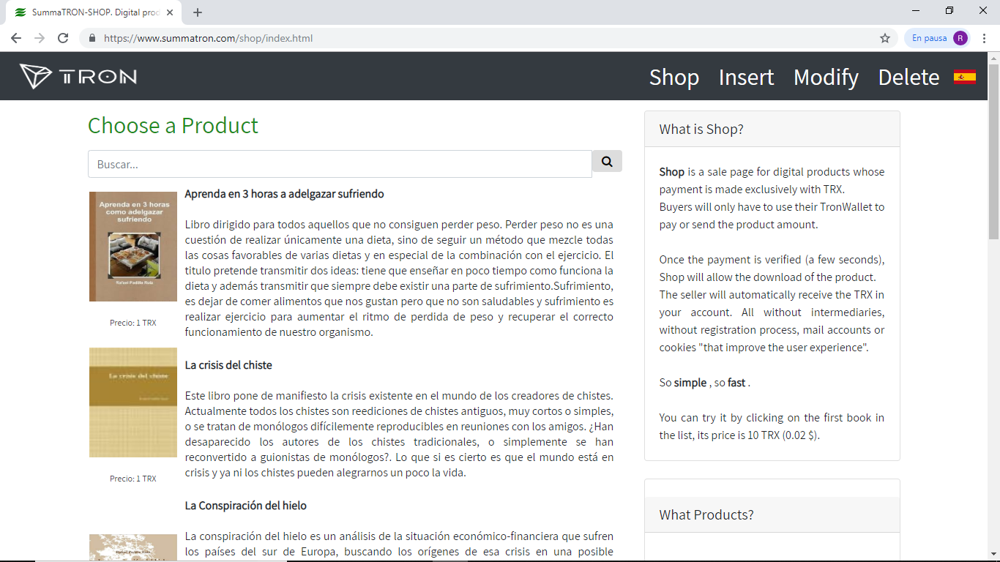 SummaTRON-SHOP. Digital prod
https://www.summatron.com/shop/index.html
En pausa
R
TRON
Shop
Insert
Modify
Delete
Choose a Product
Buscar...
Aprenda en 3 horas
como adelgazar
sufriendo
Rafael Padilla Ruiz
Precio: 1 TRX
Aprenda en 3 horas a adelgazar sufriendo
Libro dirigido para todos aquellos que no consiguen perder peso. Perder peso no es una
cuestión de realizar únicamente una dieta, sino de seguir un método que mezcle todas
las cosas favorables de varias dietas y en especial de la combinación con el ejercicio. El
titulo pretende transmitir dos ideas: tiene que enseñar en poco tiempo como funciona la
dieta y además transmitir que siempre debe existir una parte de sufrimiento.Sufrimiento,
es dejar de comer alimentos que nos gustan pero que no son saludables y sufrimiento es
realizar ejercicio para aumentar el ritmo de perdida de peso y recuperar el correcto
funcionamiento de nuestro organismo.
La crisis del chiste
Precio: 1 TRX
La crisis del chiste
Este libro pone de manifiesto la crisis existente en el mundo de los creadores de chistes.
Actualmente todos los chistes son reediciones de chistes antiguos, muy cortos o simples,
o se tratan de monólogos difícilmente reproducibles en reuniones con los amigos. ¿Han
desaparecido los autores de los chistes tradicionales, o simplemente se han
reconvertido a guionistas de monólogos?. Lo que si es cierto es que el mundo está en
crisis y ya ni los chistes pueden alegrarnos un poco la vida.
Rafael Padilla Ruiz
La Conspiración del hielo
La conspiración del hielo es un análisis de la situación económico-financiera que sufren
los países del sur de Europa, buscando los orígenes de esa crisis en una posible
What is Shop?
Shop is a sale page for digital products whose
payment is made exclusively with TRX.
Buyers will only have to use their TronWallet to
pay or send the product amount.
Once the payment is verified (a few seconds),
Shop will allow the download of the product.
The seller will automatically receive the TRX in
your account. All without intermediaries,
without registration process, mail accounts or
cookies "that improve the user experience".
So simple , so fast .
You can try it by clicking on the first book in
the list, its price is 10 TRX (0.02 $).
What Products?